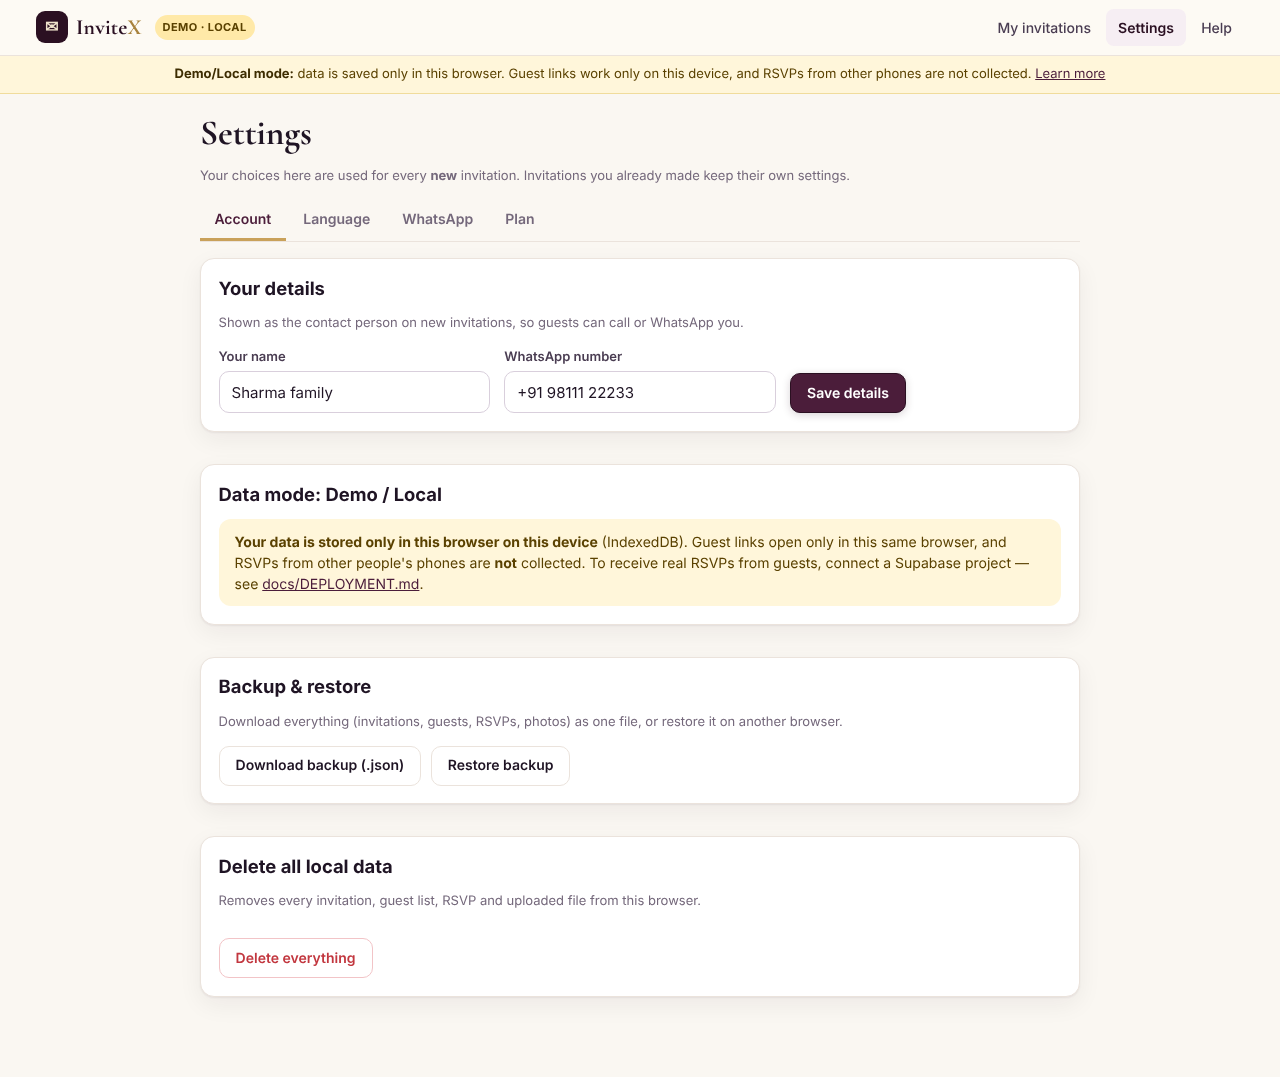 InviteX
DEMO · LOCAL
My invitations
Settings
Help
Demo/Local mode: data is saved only in this browser. Guest links work only on this device, and RSVPs from other phones are not collected. Learn more
Settings
Your choices here are used for every new invitation. Invitations you already made keep their own settings.
Account
Language
WhatsApp
Plan
Your details
Shown as the contact person on new invitations, so guests can call or WhatsApp you.
Your name
WhatsApp number
Sharma family
+91 98111 22233
Save details
Data mode: Demo / Local
Your data is stored only in this browser on this device (IndexedDB). Guest links open only in this same browser, and
RSVPs from other people's phones are not collected. To receive real RSVPs from guests, connect a Supabase project —
see docs/DEPLOYMENT.md.
Backup & restore
Download everything (invitations, guests, RSVPs, photos) as one file, or restore it on another browser.
Download backup (.json)
Restore backup
Delete all local data
Removes every invitation, guest list, RSVP and uploaded file from this browser.
Delete everything